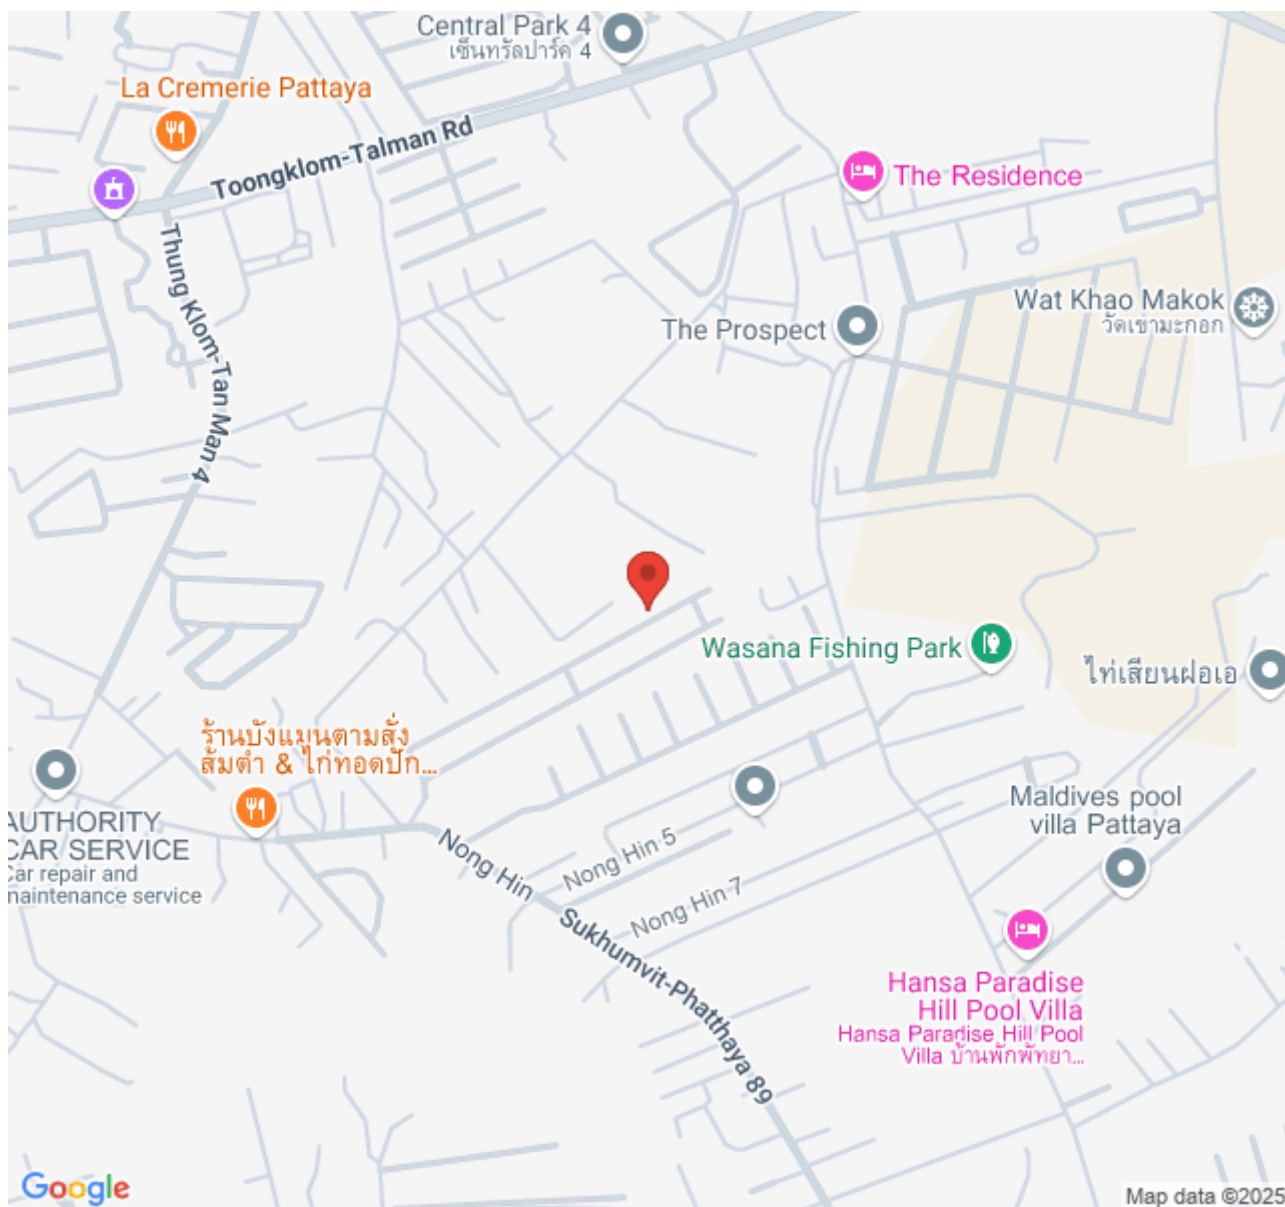 Central Park 4
เซ็นทรัลปาร์ค 4
La Cremerie Pattaya
Toongklom-Talman Rd
The Residence
Thung Klom-Tan Man 4
Wat Khao Makok
วัดเขามะกอก
The Prospect
Wasana Fishing Park
ไท่เสียนฝอเอ
ร้านบังแมนตามสั่ง
ส้มตำ & ไก่ทอดปัก...
Maldives pool
villa Pattaya
AUTHORITY
CAR SERVICE
Car repair and
maintenance service
Nong Hin
Nong Hin 5
Nong Hin 7
Sukhumvit-Phatthaya 89
Hansa Paradise
Hill Pool Villa
Hansa Paradise Hill Pool
Villa บ้านพักพัทยา...
Google
Map data ©2025